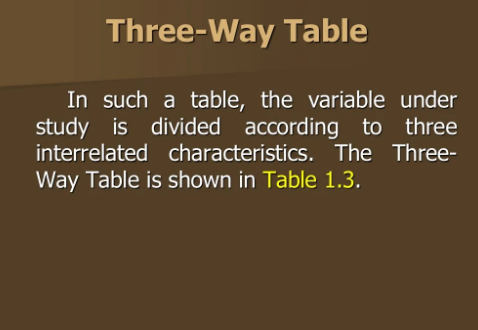 Three-Way Table
In such a table, the variable under
study is divided according to three
interrelated characteristics. The Three-
Way Table is shown in Table 1.3.